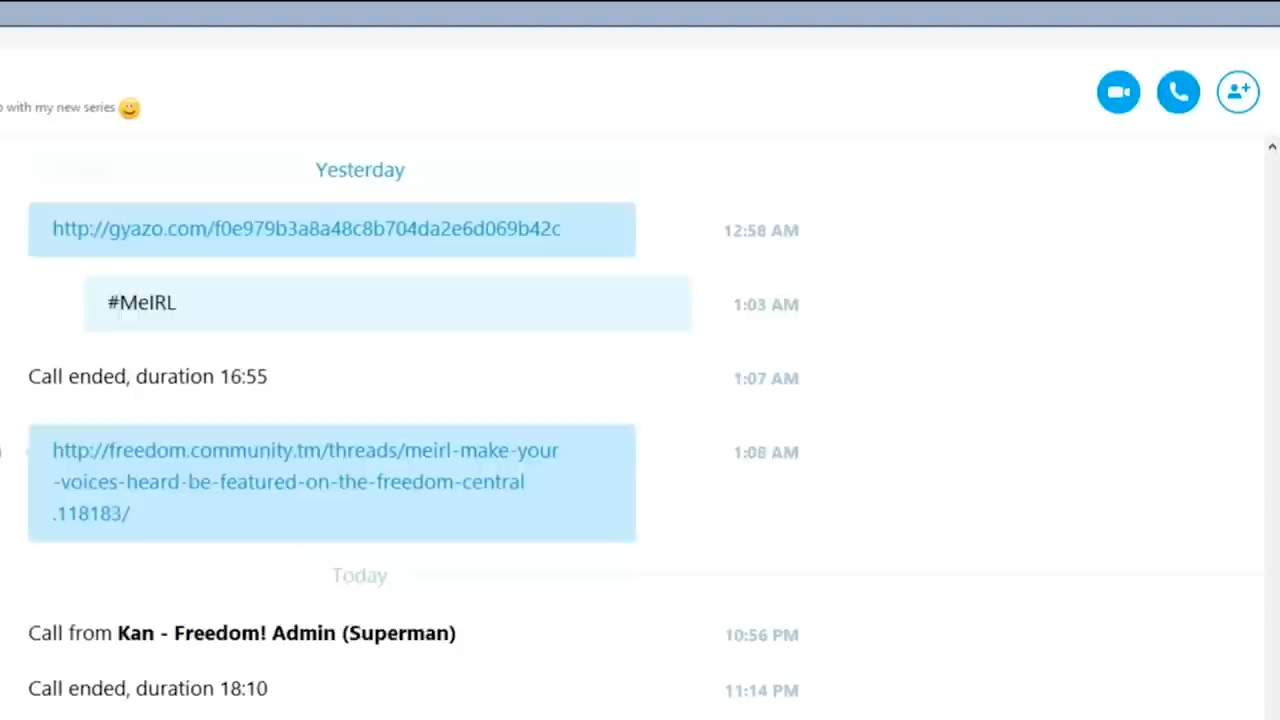 with my new series
Yesterday
http://gyazo.com/f0e979b3a8a48c8b704da2e6d069b42c
12:58 AM
#MeIRL
1:03 AM
Call ended, duration 16:55
1:07 AM
http://freedom.community.tm/threads/meirl-make-your
1:08 AM
-voices-heard-be-featured-on-the-freedom-central
.118183/
Today
Call from Kan - Freedom! Admin (Superman)
10:56 PM
Call ended, duration 18:10
11:14 PM